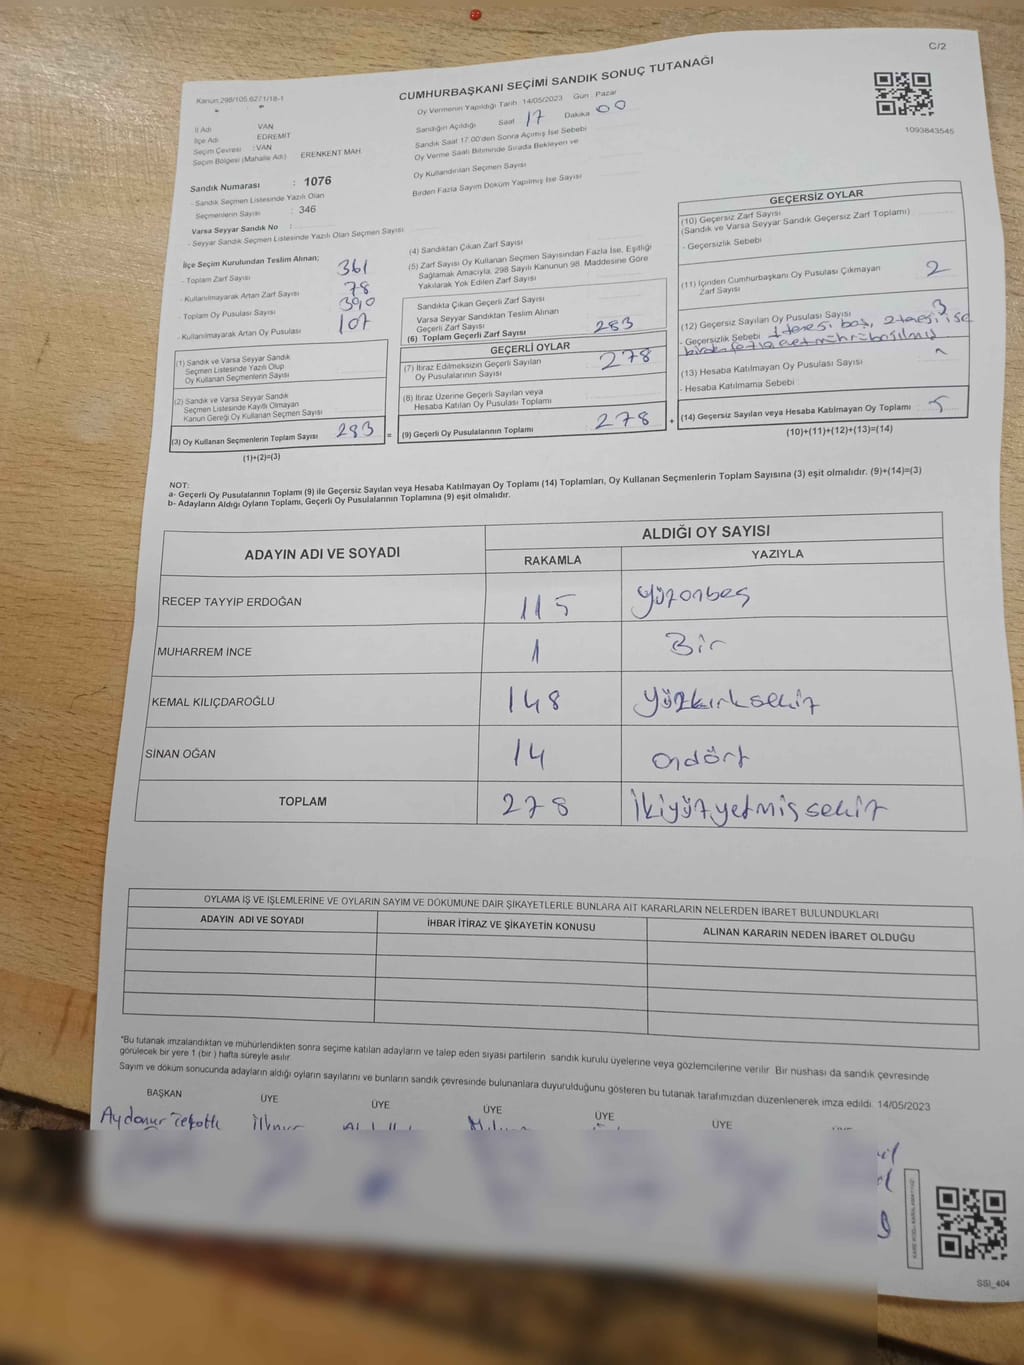 C/2
Kanun:298/105.6271/18-1
CUMHURBAŞKANI SEÇİMİ SANDIK SONUÇ TUTANAĞI
Oy Vermenin Yapıldığı Tarih 14/05/2023 Gün : Pazar
1093843545
İl Adı VAN
İlçe Adı EDREMİT
Seçim Çevresi : VAN
Seçim Bölgesi (Mahalle Adı) ERENKENT MAH.
Sandığın Açıldığı Saat 17 Dakika 00
Sandık Saat 17.00'den Sonra Açılmış İse Sebebi
Oy Verme Saati Bitiminde Sırada Bekleyen ve
Oy Kullandırılan Seçmen Sayısı
Birden Fazla Sayım Döküm Yapılmış İse Sayısı
Sandık Numarası : 1076
- Sandık Seçmen Listesinde Yazılı Olan
Seçmenlerin Sayısı : 346
Varsa Seyyar Sandık No :
- Seyyar Sandık Seçmen Listesinde Yazılı Olan Seçmen Sayısı
İlçe Seçim Kurulundan Teslim Alınan;
- Toplam Zarf Sayısı 361
- Kullanılmayarak Artan Zarf Sayısı 78
- Toplam Oy Pusulası Sayısı 390
- Kullanılmayarak Artan Oy Pusulası 107
(1) Sandık ve Varsa Seyyar Sandık
Seçmen Listesinde Yazılı Olup
Oy Kullanan Seçmenlerin Sayısı
(2) Sandık ve Varsa Seyyar Sandık
Seçmen Listesinde Kayıtlı Olmayan
Kanun Gereği Oy Kullanan Seçmen Sayısı
(3) Oy Kullanan Seçmenlerin Toplam Sayısı 283 =
(1)+(2)=(3)
(4) Sandıktan Çıkan Zarf Sayısı
(5) Zarf Sayısı Oy Kullanan Seçmen Sayısından Fazla İse, Eşitliği
Sağlamak Amacıyla, 298 Sayılı Kanunun 98. Maddesine Göre
Yakılarak Yok Edilen Zarf Sayısı
Sandıkta Çıkan Geçerli Zarf Sayısı
Varsa Seyyar Sandıktan Teslim Alınan
Geçerli Zarf Sayısı
(6) Toplam Geçerli Zarf Sayısı 283
GEÇERLİ OYLAR
(7) İtiraz Edilmeksizin Geçerli Sayılan
Oy Pusulalarının Sayısı 278
(8) İtiraz Üzerine Geçerli Sayılan veya
Hesaba Katılan Oy Pusulası Toplamı
(9) Geçerli Oy Pusulalarının Toplamı 278 +
GEÇERSİZ OYLAR
(10) Geçersiz Zarf Sayısı
(Sandık ve Varsa Seyyar Sandık Geçersiz Zarf Toplamı)
- Geçersizlik Sebebi
(11) İçinden Cumhurbaşkanı Oy Pusulası Çıkmayan
Zarf Sayısı 2
(12) Geçersiz Sayılan Oy Pusulası Sayısı 3
- Geçersizlik Sebebi 1 tanesi boş, 2 tanesi ise
(13) Hesaba Katılmayan Oy Pusulası Sayısı
- Hesaba Katılmama Sebebi
(14) Geçersiz Sayılan veya Hesaba Katılmayan Oy Toplamı 5
(10)+(11)+(12)+(13)=(14)
NOT:
a- Geçerli Oy Pusulalarının Toplamı (9) ile Geçersiz Sayılan veya Hesaba Katılmayan Oy Toplamı (14) Toplamları, Oy Kullanan Seçmenlerin Toplam Sayısına (3) eşit olmalıdır. (9)+(14)=(3)
b- Adayların Aldığı Oyların Toplamı, Geçerli Oy Pusulalarının Toplamına (9) eşit olmalıdır.
ADAYIN ADI VE SOYADI
ALDIĞI OY SAYISI
RAKAMLA YAZIYLA
RECEP TAYYİP ERDOĞAN 115 yüzonbeş
MUHARREM İNCE 1 Bir
KEMAL KILIÇDAROĞLU 148 yüzkırksekiz
SİNAN OĞAN 14 ondört
TOPLAM 278 ikiyüzyetmişsekiz
OYLAMA İŞ VE İŞLEMLERİNE VE OYLARIN SAYIM VE DÖKÜMÜNE DAİR ŞİKAYETLERLE BUNLARA AİT KARARLARIN NELERDEN İBARET BULUNDUKLARI
ADAYIN ADI VE SOYADI İHBAR İTİRAZ VE ŞİKAYETİN KONUSU ALINAN KARARIN NEDEN İBARET OLDUĞU
*Bu tutanak imzalandıktan ve mühürlendikten sonra seçime katılan adayların ve talep eden siyasi partilerin sandık kurulu üyelerine veya gözlemcilerine verilir. Bir nüshası da sandık çevresinde
görülecek bir yere 1 (bir) hafta süreyle asılır.
Sayım ve döküm sonucunda adayların aldığı oyların sayılarını ve bunların sandık çevresinde bulunanlara duyurulduğunu gösteren bu tutanak tarafımızdan düzenlenerek imza edildi. 14/05/2023
BAŞKAN ÜYE ÜYE ÜYE ÜYE ÜYE
Aydonur İlknur
SSI_404